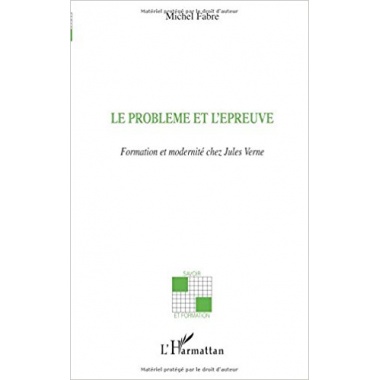 Matériel protégé par le droit d'auteur
Michel Fabre
LE PROBLEME ET L'EPREUVE
Formation et modernité chez Jules Verne
SAVOIR
ET FORMATION
L'Harmattan
Matériel protégé par le droit d'auteur